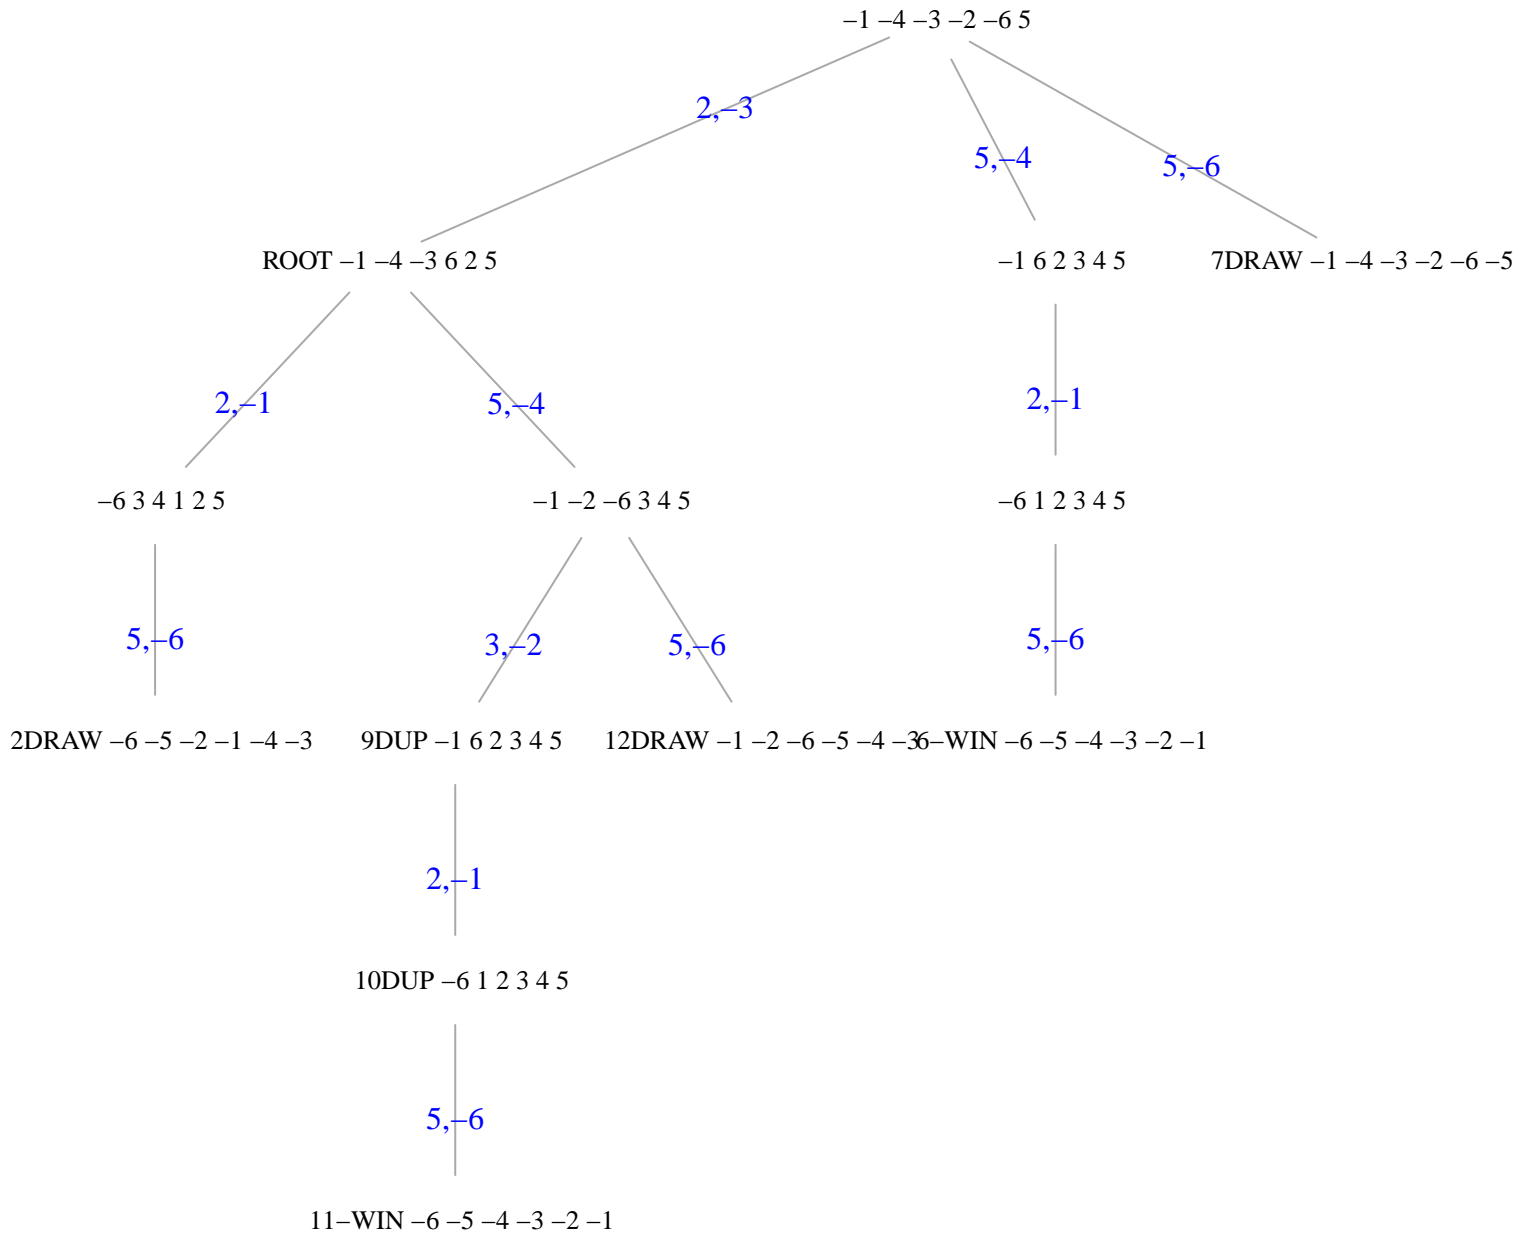 –1 –4 –3 –2 –6 5
2,–3
5,–4
5,–6
ROOT –1 –4 –3 6 2 5
–1 6 2 3 4 5
7DRAW –1 –4 –3 –2 –6 –5
2,–1
5,–4
2,–1
–6 3 4 1 2 5
–1 –2 –6 3 4 5
–6 1 2 3 4 5
5,–6
3,–2
5,–6
5,–6
2DRAW –6 –5 –2 –1 –4 –3
9DUP –1 6 2 3 4 5
12DRAW –1 –2 –6 –5 –4 –3
6–WIN –6 –5 –4 –3 –2 –1
2,–1
10DUP –6 1 2 3 4 5
5,–6
11–WIN –6 –5 –4 –3 –2 –1